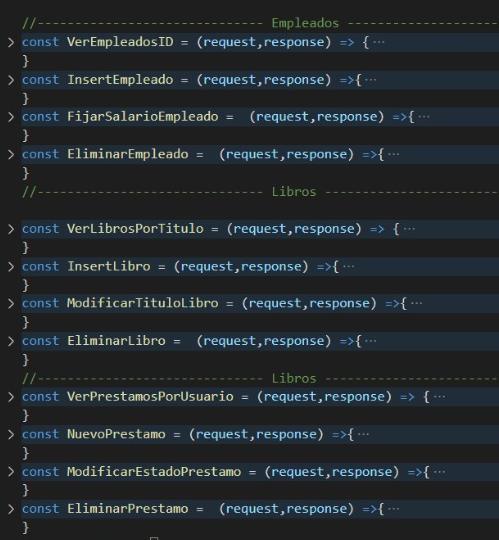 //------------------------------ Empleados --------------------
const VerEmpleadosID = (request,response) => {···
}
const InsertEmpleado = (request,response) =>{···
}
const FijarSalarioEmpleado =  (request,response) =>{···
}
const EliminarEmpleado =  (request,response) =>{···
}
//------------------------------ Libros -----------------------
const VerLibrosPorTitulo = (request,response) => {···
}
const InsertLibro = (request,response) =>{···
}
const ModificarTituloLibro = (request,response) =>{···
}
const EliminarLibro =  (request,response) =>{···
}
//------------------------------ Libros -----------------------
const VerPrestamosPorUsuario = (request,response) => {···
}
const NuevoPrestamo = (request,response) =>{···
}
const ModificarEstadoPrestamo = (request,response) =>{···
}
const EliminarPrestamo =  (request,response) =>{···
}